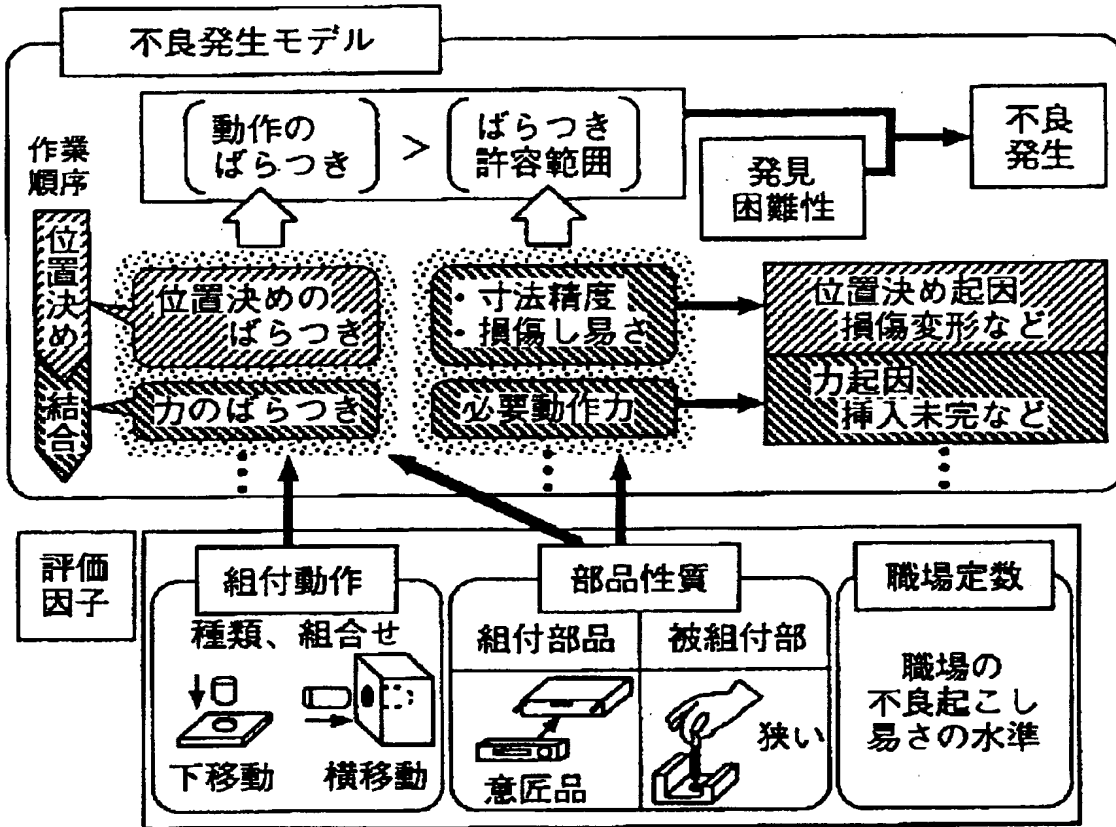 不良発生モデル
動作の
ばらつき
>
ばらつき
許容範囲
不良
発生
発見
困難性
作業
順序
位置決め
結合
位置決めの
ばらつき
・寸法精度
・損傷し易さ
位置決め起因
損傷変形など
力のばらつき
必要動作力
力起因
挿入未完など
評価
因子
組付動作
種類、組合せ
下移動
横移動
部品性質
組付部品
被組付部
意匠品
狭い
職場定数
職場の
不良起こし
易さの水準